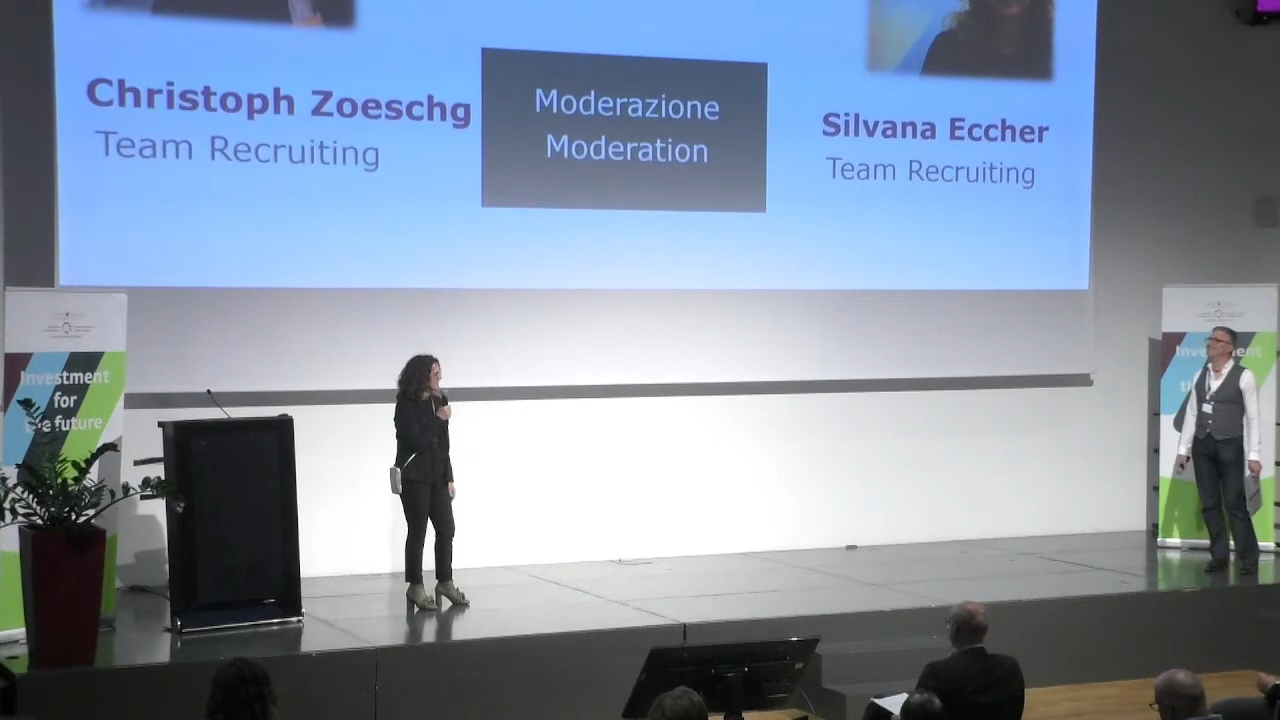 Christoph Zoeschg
Team Recruiting
Moderazione
Moderation
Silvana Eccher
Team Recruiting
Investment
for
future